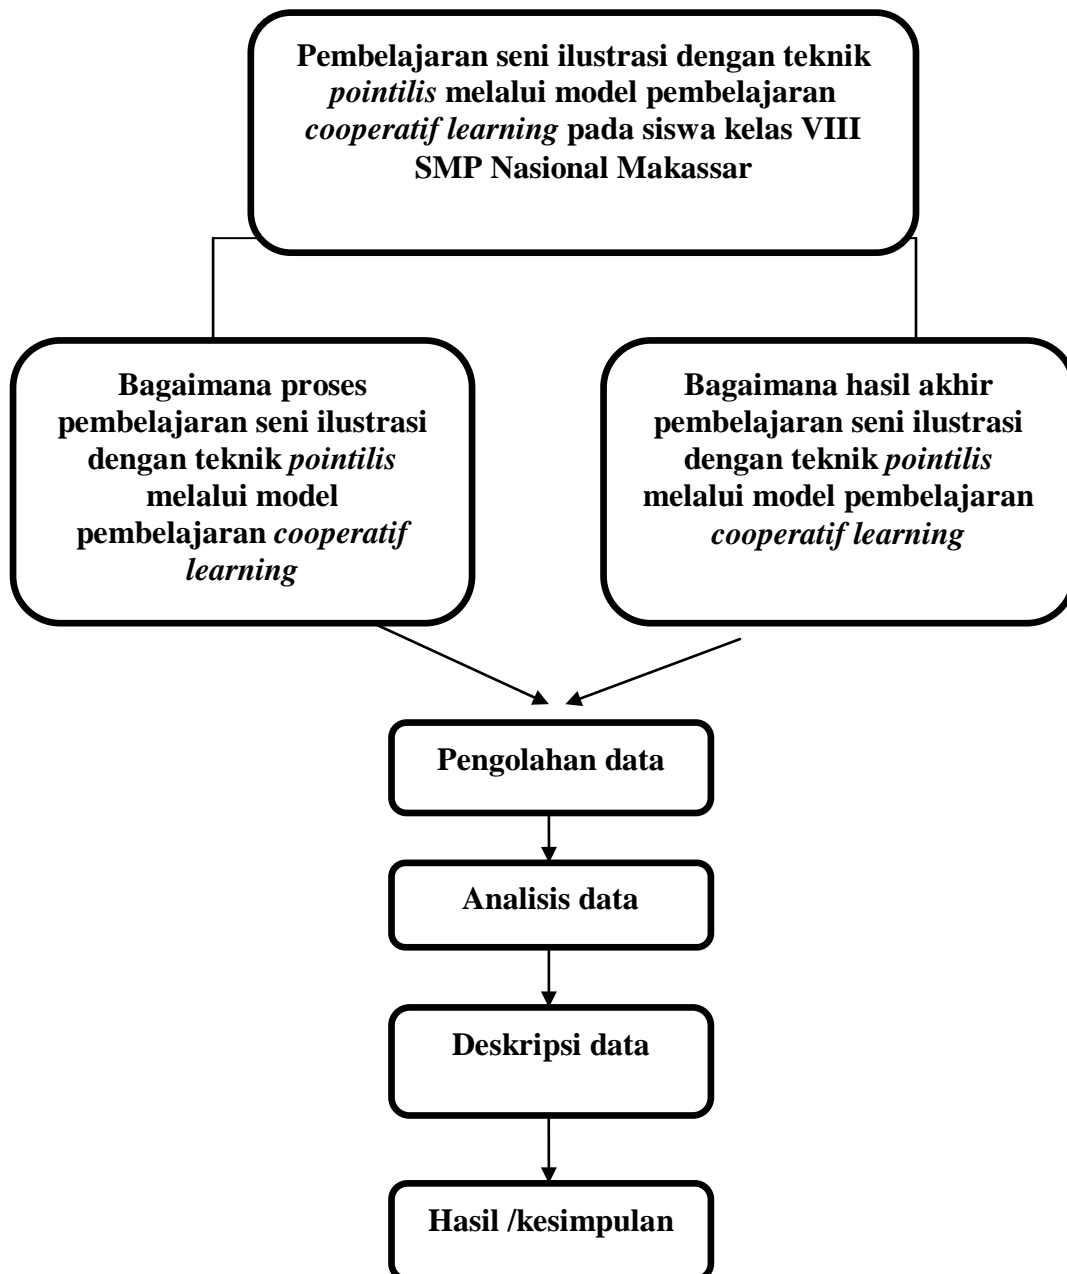 Pembelajaran seni ilustrasi dengan teknik
pointilis melalui model pembelajaran
cooperatif learning pada siswa kelas VIII
SMP Nasional Makassar
Bagaimana proses
pembelajaran seni ilustrasi
dengan teknik pointilis
melalui model
pembelajaran cooperatif
learning
Bagaimana hasil akhir
pembelajaran seni ilustrasi
dengan teknik pointilis
melalui model pembelajaran
cooperatif learning
Pengolahan data
Analisis data
Deskripsi data
Hasil /kesimpulan